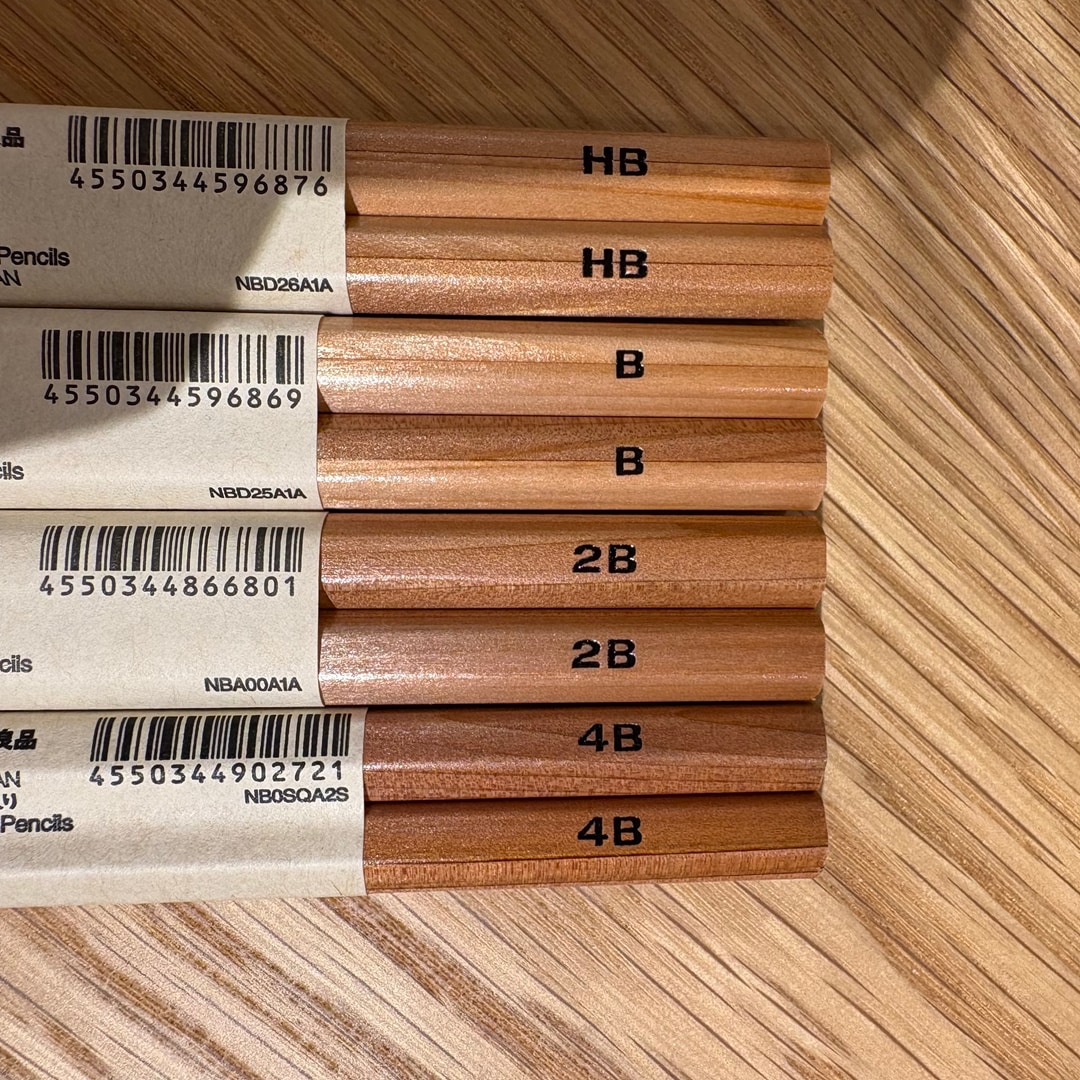 品
4550344596876
HB
Pencils
AN
NBD26A1A
HB
4550344596869
B
cils
NBD25A1A
B
4550344866801
2B
cils
NBA00A1A
2B
良品
4550344902721
4B
AN
り
NB0SQA2S
Pencils
4B